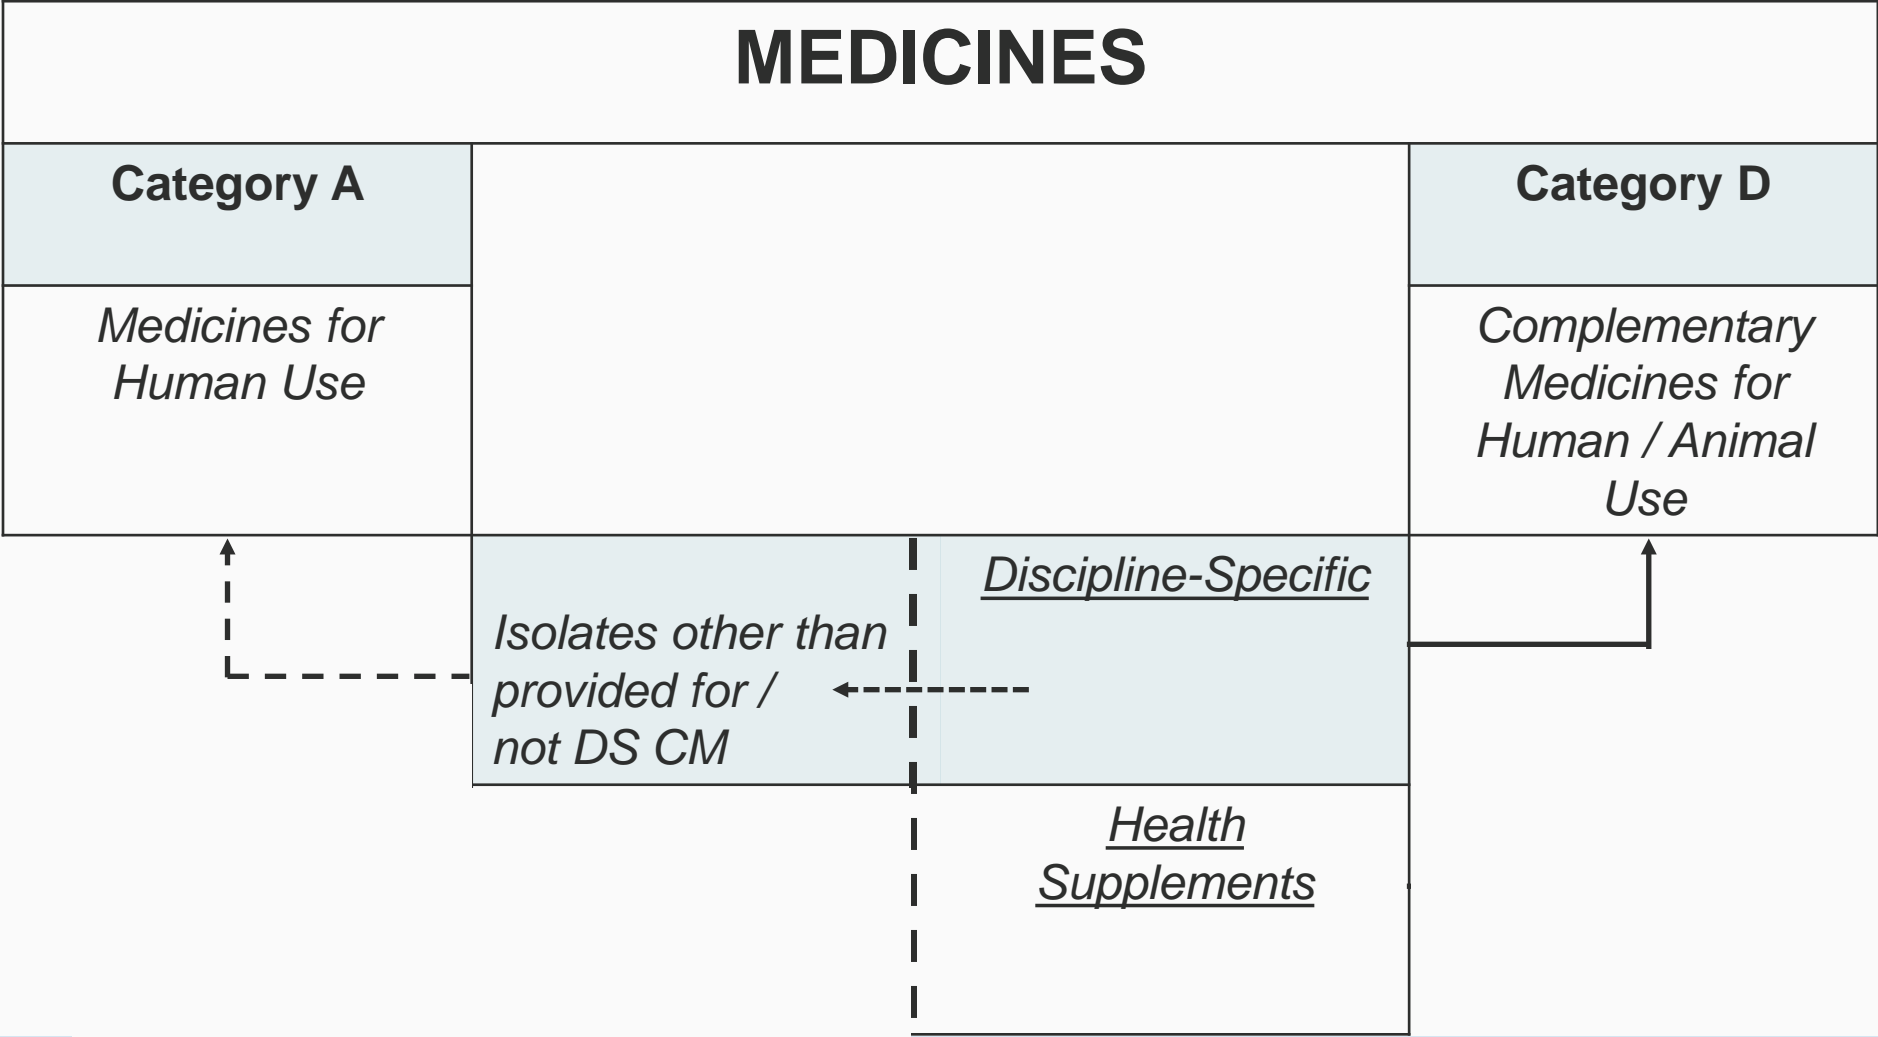 MEDICINES
Category A
Category D
Medicines for
Human Use
Complementary
Medicines for
Human / Animal
Use
Isolates other than
provided for /
not DS CM
Discipline-Specific
Health
Supplements